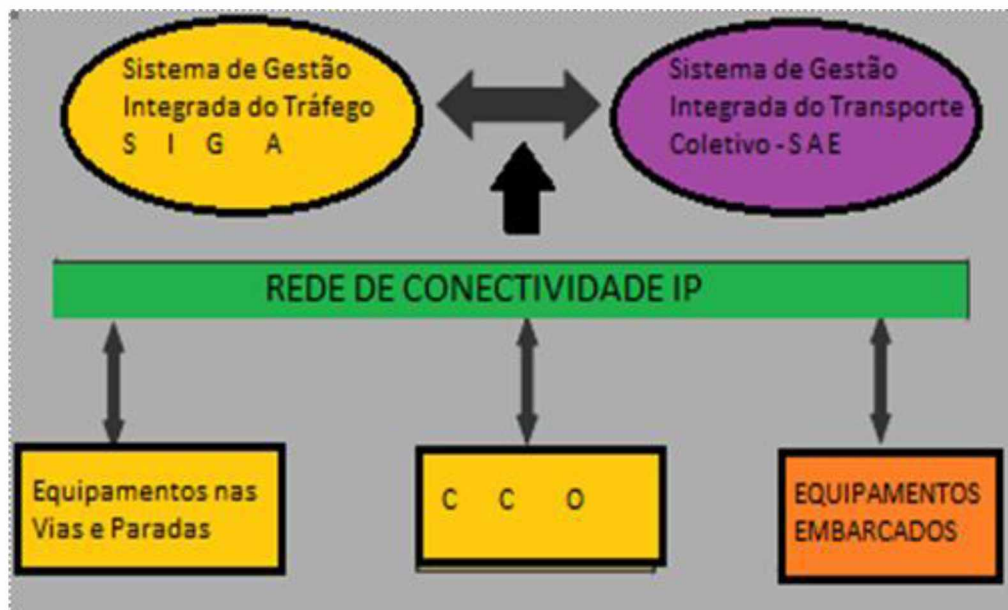 Sistema de Gestão
Integrada do Tráfego
S I G A
Sistema de Gestão
Integrada do Transporte
Coletivo - S A E
REDE DE CONECTIVIDADE IP
Equipamentos nas
Vias e Paradas
C C O
EQUIPAMENTOS
EMBARCADOS